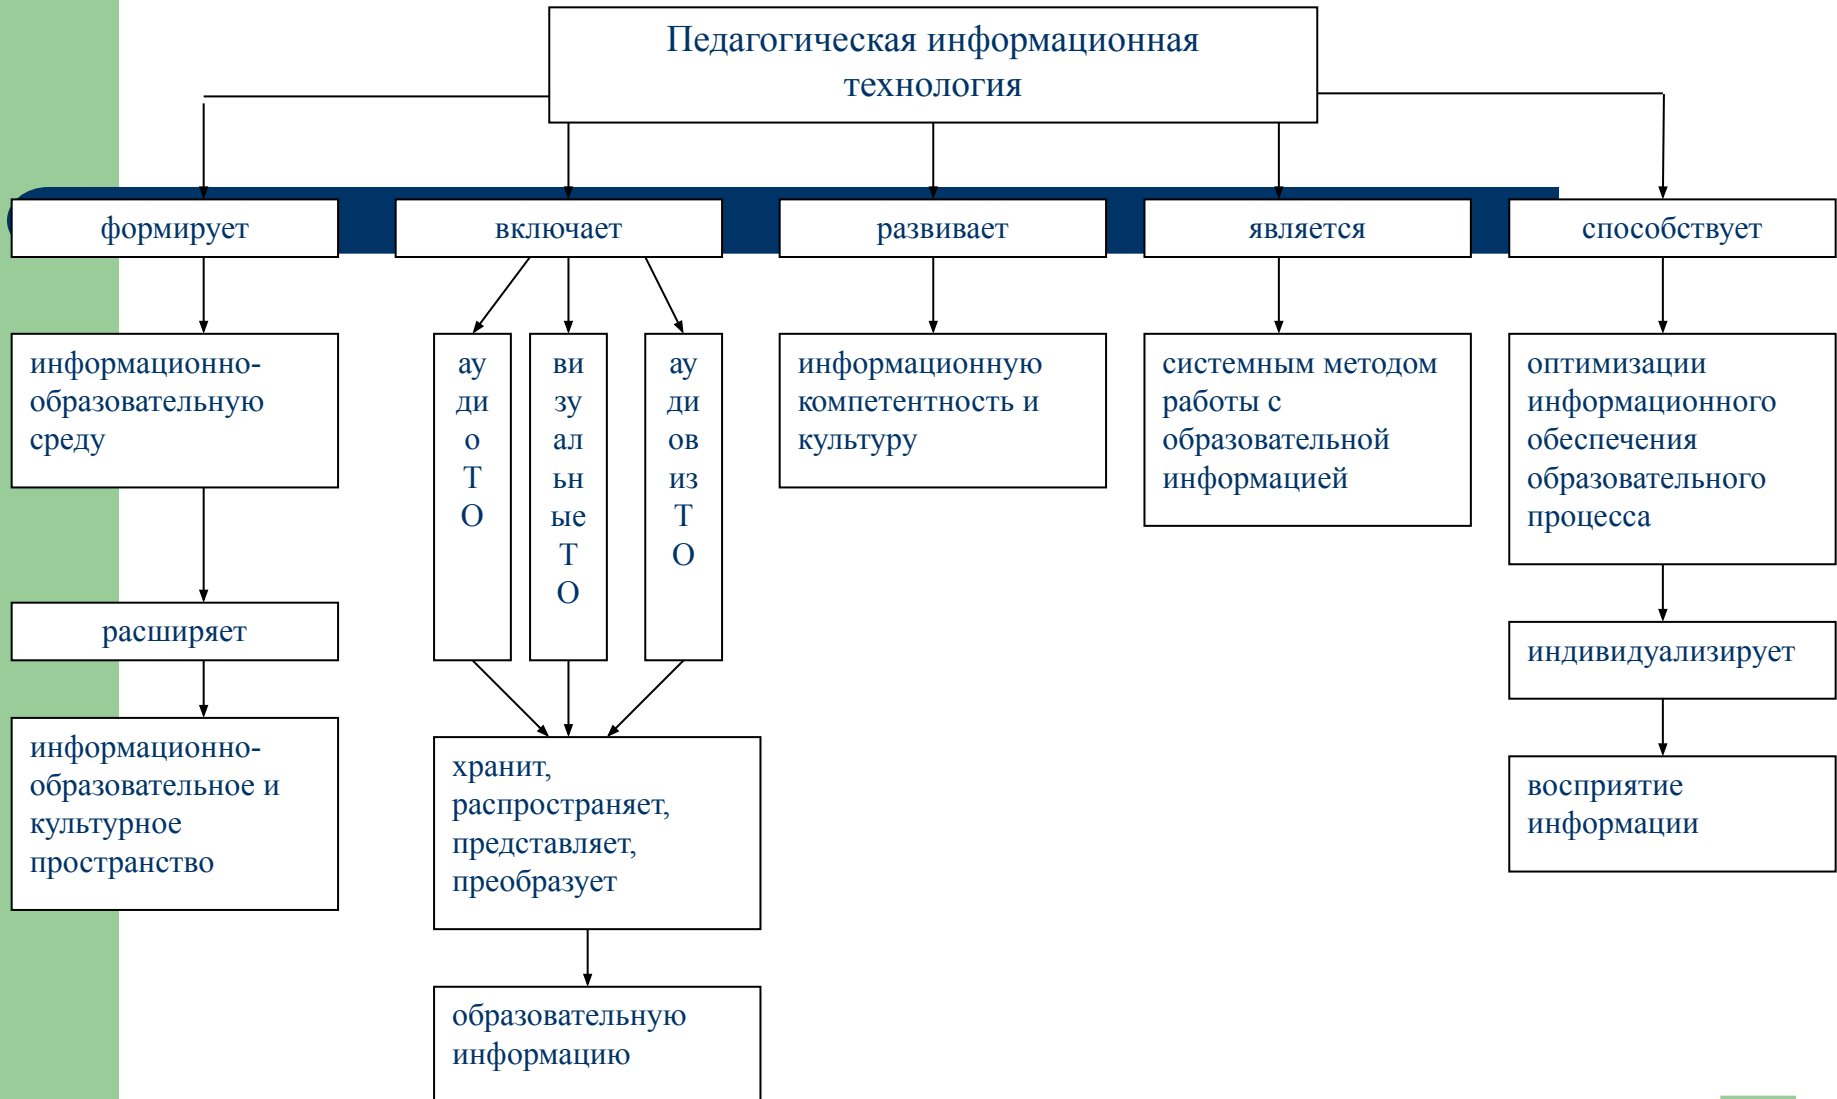 Педагогическая информационная
технология
формирует
включает
развивает
является
способствует
информационно-
образовательную
среду
ау
ди
о
Т
О
ви
зу
ал
ьн
ые
Т
О
ау
ди
ов
из
Т
О
информационную
компетентность и
культуру
системным методом
работы с
образовательной
информацией
оптимизации
информационного
обеспечения
образовательного
процесса
расширяет
индивидуализирует
информационно-
образовательное и
культурное
пространство
хранит,
распространяет,
представляет,
преобразует
восприятие
информации
образовательную
информацию